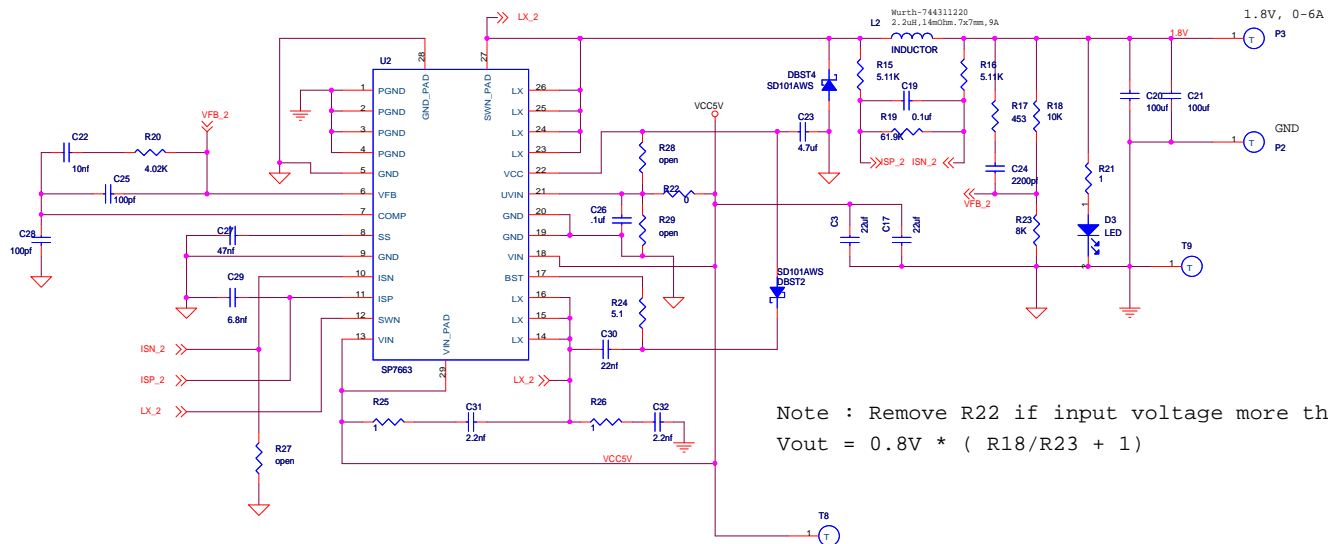 LX_2
Wurth-744311220
2.2uH,14mOhm.7x7mm,9A
L2
INDUCTOR
1.8V, 0-6A
1.8V
1
T
P3
U2
28
27
GND_PAD
SWN_PAD
DBST4
SD101AWS
R15
5.11K
R16
5.11K
C19
0.1uf
R19
61.9K
ISP_2
ISN_2
R17
453
R18
10K
C20
100uf
C21
100uf
GND
1
T
P2
1
PGND
2
PGND
3
PGND
4
PGND
5
GND
6
VFB
7
COMP
8
SS
9
GND
10
ISN
11
ISP
12
SWN
13
VIN
26
LX
25
LX
24
LX
23
LX
22
VCC
21
UVIN
20
GND
19
GND
18
VIN
17
BST
16
LX
15
LX
14
LX
VIN_PAD
29
SP7663
VFB_2
C22
10nf
R20
4.02K
C25
100pf
C28
100pf
C27
47nf
C29
6.8nf
ISN_2
ISP_2
LX_2
R27
open
VCC5V
C23
4.7uf
R28
open
R22
0
C26
.1uf
R29
open
C3
22uf
C17
22uf
SD101AWS
DBST2
R24
5.1
C30
22nf
LX_2
R25
1
C31
2.2nf
R26
1
C32
2.2nf
VCC5V
C24
2200pf
VFB_2
R23
8K
R21
1
1
D3
LED
2
T9
1
T
Note : Remove R22 if input voltage more th
Vout = 0.8V * ( R18/R23 + 1)
T8
1
T